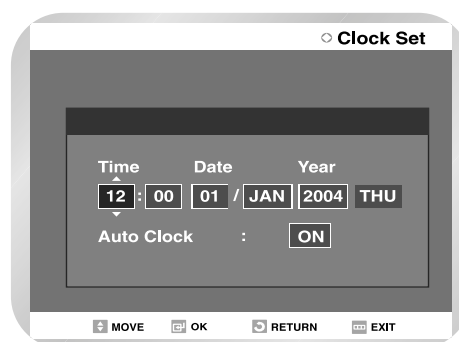 Clock Set
Time Date Year
12 : 00 01 / JAN 2004 THU
Auto Clock : ON
MOVE OK RETURN EXIT